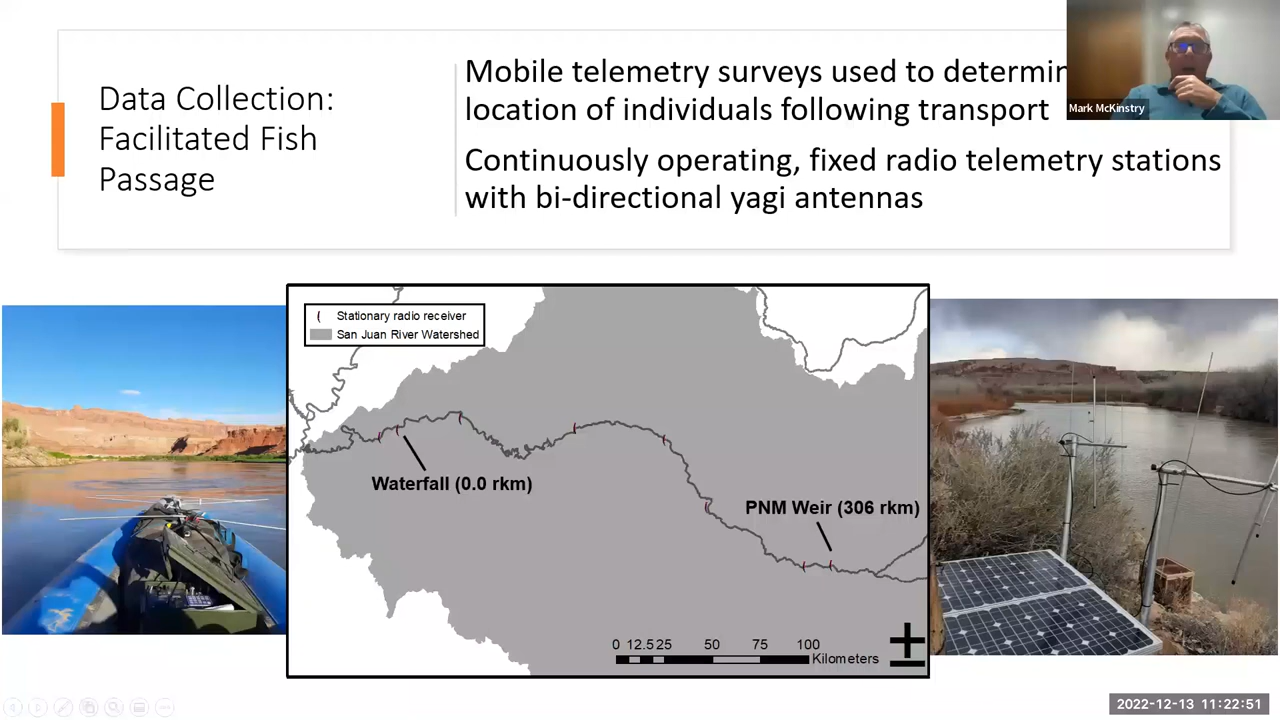 Data Collection:
Facilitated Fish
Passage
Mobile telemetry surveys used to
location of individuals following transport
Continuously operating, fixed radio telemetry stations
with bi-directional yagi antennas
Mark McKinstry
Stationary radio receiver
San Juan River Watershed
Waterfall (0.0 rkm)
PNM Weir (306 rkm)
0 12.5 25 50 75 100
Kilometers
2022-12-13 11:22:51